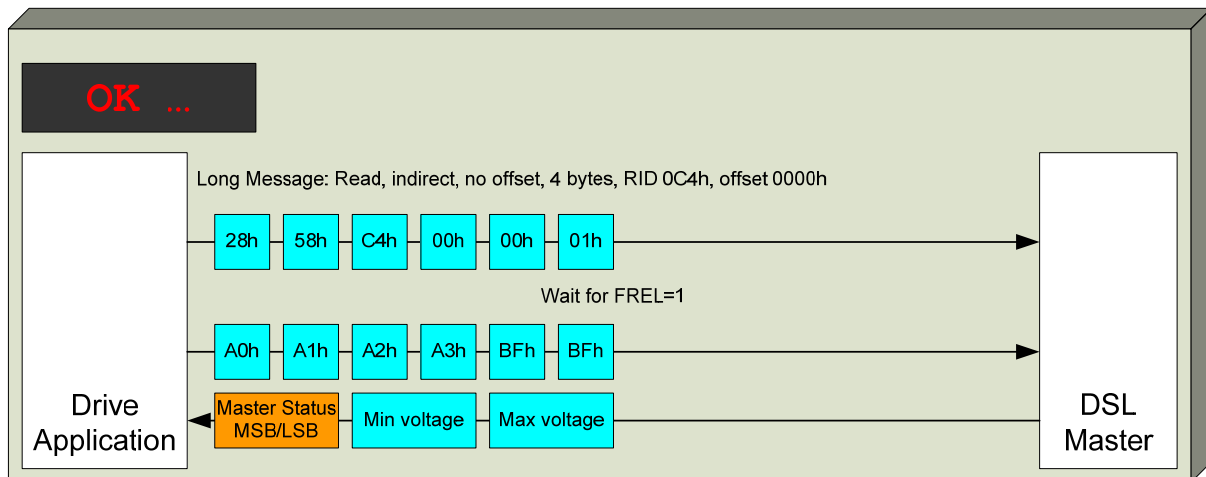 OK ...
Long Message: Read, indirect, no offset, 4 bytes, RID 0C4h, offset 0000h
28h 58h C4h 00h 00h 01h
Wait for FREL=1
A0h A1h A2h A3h BFh BFh
Master Status
MSB/LSB
Min voltage
Max voltage
Drive
Application
DSL
Master